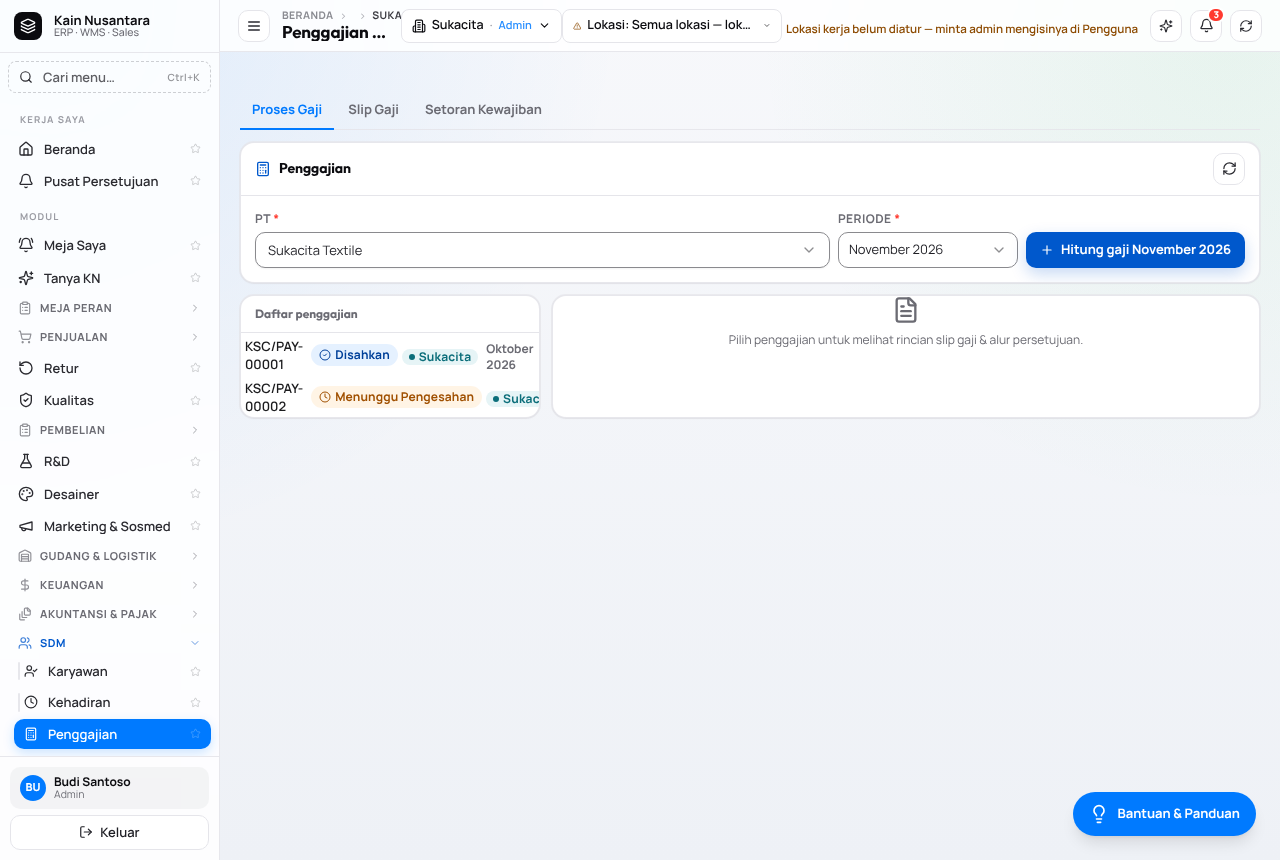 Kain Nusantara
ERP · WMS · Sales
Cari menu...
Ctrl+K
KERJA SAYA
Beranda
Pusat Persetujuan
MODUL
Meja Saya
Tanya KN
MEJA PERAN
PENJUALAN
Retur
Kualitas
PEMBELIAN
R&D
Desainer
Marketing & Sosmed
GUDANG & LOGISTIK
KEUANGAN
AKUNTANSI & PAJAK
SDM
Karyawan
Kehadiran
Penggajian
BU
Budi Santoso
Admin
Keluar
BERANDA > > SUKA
Penggajian ...
Sukacita · Admin
Lokasi: Semua lokasi — lok...
Lokasi kerja belum diatur — minta admin mengisinya di Pengguna
3
Proses Gaji
Slip Gaji
Setoran Kewajiban
Penggajian
PT *
Sukacita Textile
PERIODE *
November 2026
+ Hitung gaji November 2026
Daftar penggajian
KSC/PAY-
00001
Disahkan
Sukacita
Oktober
2026
KSC/PAY-
00002
Menunggu Pengesahan
Sukac
Pilih penggajian untuk melihat rincian slip gaji & alur persetujuan.
Bantuan & Panduan